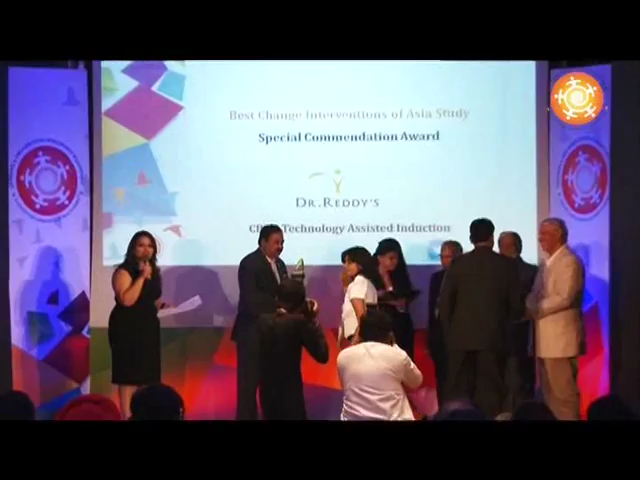 Best Change Interventions of Asia Study
Special Commendation Award
DR.REDDY'S
Technology Assisted Induction